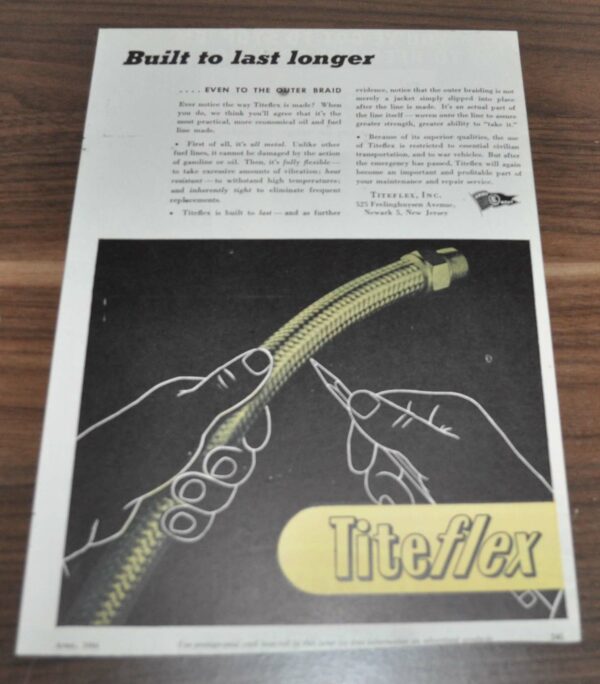 Built to last longer
.... EVEN TO THE OUTER BRAID
Ever notice the way Titeflex is made? When
you do, we think you'll agree that it's the
most practical, more economical oil and fuel
line made.
• First of all, it's all metal. Unlike other
fuel lines, it cannot be damaged by the action
of gasoline or oil. Then, it's fully flexible—
to take excessive amounts of vibration; heat
resistant—to withstand high temperatures;
and inherently tight to eliminate frequent
replacements.
• Titeflex is built to last—and as further
evidence, notice that the outer braiding is not
merely a jacket simply slipped into place
after the line is made. It's an actual part of
the line itself—woven onto the line to assure
greater strength, greater ability to "take it."
• Because of its superior qualities, the use
of Titeflex is restricted to essential civilian
transportation, and to war vehicles. But after
the emergency has passed, Titeflex will again
become an important and profitable part of
your maintenance and repair service.
TITEFLEX, INC.
525 Frelinghuysen Avenue,
Newark 5, New Jersey
Titeflex